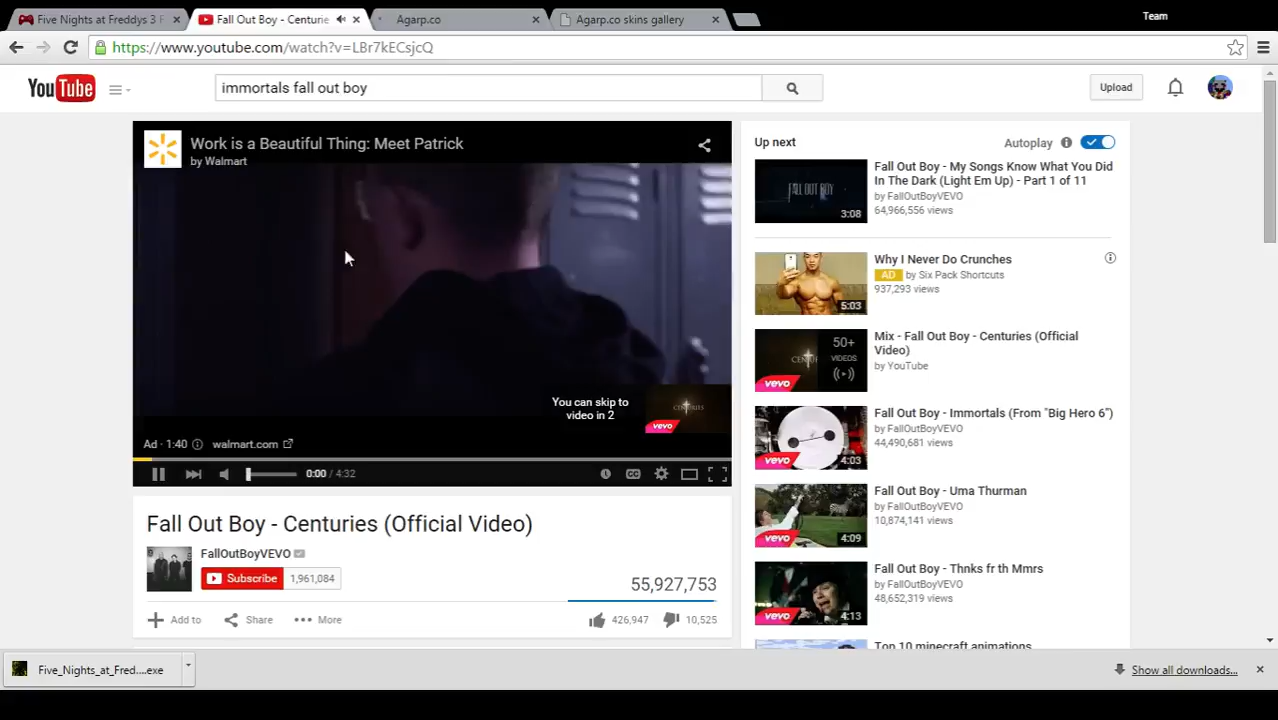 Five Nights at Freddys 3 F
Fall Out Boy - Centurie
Agarp.co
Agarp.co skins gallery
Team
https://www.youtube.com/watch?v=LBr7kECsjcQ
YouTube
immortals fall out boy
Upload
Work is a Beautiful Thing: Meet Patrick
by Walmart
You can skip to
video in 2
vevo
Ad · 1:40
walmart.com
0:00 / 4:32
CC
Fall Out Boy - Centuries (Official Video)
FallOutBoyVEVO
Subscribe
1,961,084
55,927,753
Add to
Share
More
426,947
10,525
Up next
Autoplay
FALL OUT BOY
3:08
Fall Out Boy - My Songs Know What You Did
In The Dark (Light Em Up) - Part 1 of 11
by FallOutBoyVEVO
64,966,556 views
5:03
Why I Never Do Crunches
AD by Six Pack Shortcuts
937,293 views
50+
VIDEOS
vevo
Mix - Fall Out Boy - Centuries (Official
Video)
by YouTube
vevo
4:03
Fall Out Boy - Immortals (From "Big Hero 6")
by FallOutBoyVEVO
44,490,681 views
vevo
4:09
Fall Out Boy - Uma Thurman
by FallOutBoyVEVO
10,874,141 views
vevo
4:13
Fall Out Boy - Thnks fr th Mmrs
by FallOutBoyVEVO
48,652,319 views
Top 10 minecraft animations
Five_Nights_at_Fred....exe
Show all downloads...